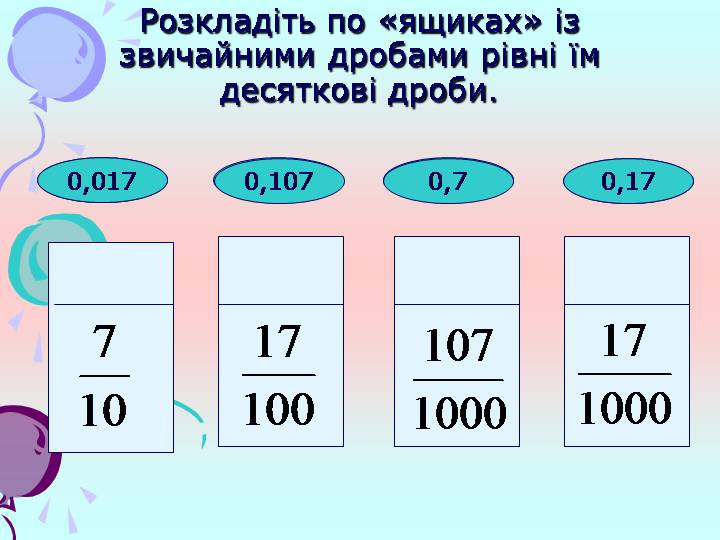 Розкладіть по «ящиках» із
звичайними дробами рівні їм
десяткові дроби.
0,017 0,107 0,7 0,17
7 17 107 17
10 100 1000 1000